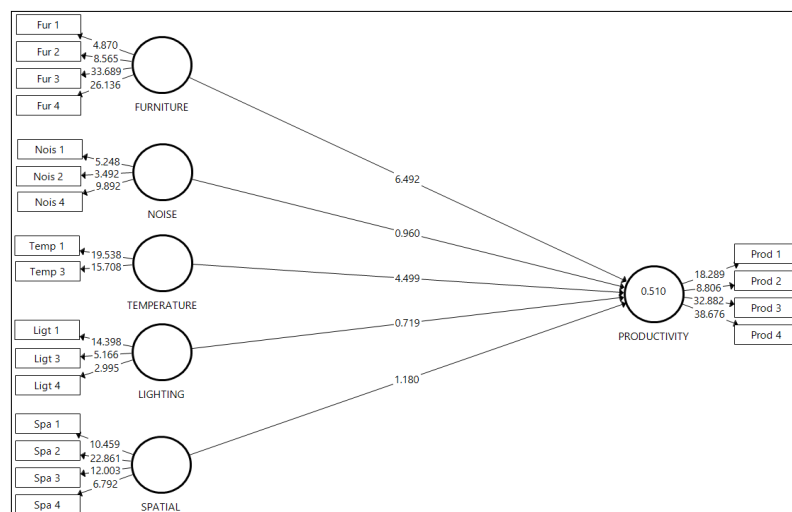 Fur 1
Fur 2
Fur 3
Fur 4
4.870
8.565
33.689
26.136
FURNITURE
6.492
Nois 1
Nois 2
Nois 4
5.248
3.492
9.892
NOISE
0.960
Temp 1
Temp 3
19.538
15.708
TEMPERATURE
4.499
Ligt 1
Ligt 3
Ligt 4
14.398
5.166
2.995
LIGHTING
0.719
Spa 1
Spa 2
Spa 3
Spa 4
10.459
22.861
12.003
6.792
SPATIAL
1.180
0.510
PRODUCTIVITY
18.289
8.806
32.882
38.676
Prod 1
Prod 2
Prod 3
Prod 4